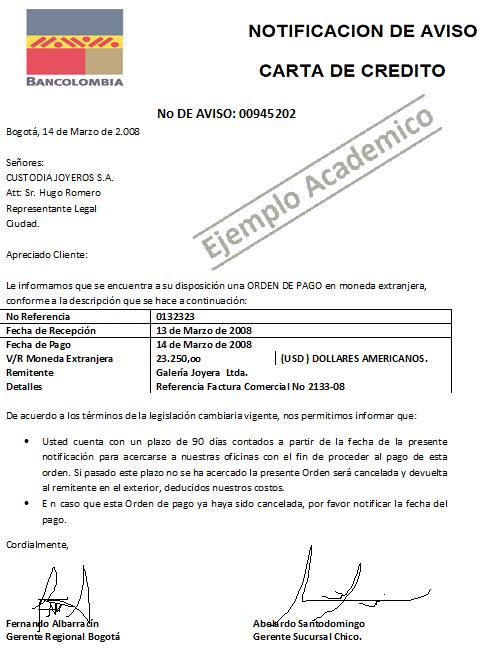 NOTIFICACION DE AVISO
CARTA DE CREDITO
BANCOLOMBIA
No DE AVISO: 00945202
Bogotá, 14 de Marzo de 2.008
Ejemplo Academico
Señores:
CUSTODIA JOYEROS S.A.
Att: Sr. Hugo Romero
Representante Legal
Ciudad.
Apreciado Cliente:
Le informamos que se encuentra a su disposición una ORDEN DE PAGO en moneda extranjera,
conforme a la descripción que se hace a continuación:
No Referencia 0132323
Fecha de Recepción 13 de Marzo de 2008
Fecha de Pago 14 de Marzo de 2008
V/R Moneda Extranjera 23.250,oo (USD ) DOLLARES AMERICANOS.
Remitente Galería Joyera Ltda.
Detalles Referencia Factura Comercial No 2133-08
De acuerdo a los términos de la legislación cambiaria vigente, nos permitimos informar que:
• Usted cuenta con un plazo de 90 días contados a partir de la fecha de la presente
notificación para acercarse a nuestras oficinas con el fin de proceder al pago de esta
orden. Si pasado este plazo no se ha acercado la presente Orden será cancelada y devuelta
al remitente en el exterior, deducidos nuestros costos.
• E n caso que esta Orden de pago ya haya sido cancelada, por favor notificar la fecha del
pago.
Cordialmente,
Fernando Albarracín
Gerente Regional Bogotá
Abelardo Santodomingo
Gerente Sucursal Chico.